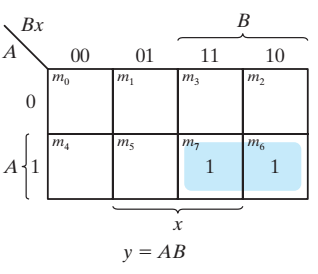 Bx
B
A
00 01 11 10
m0 m1 m3 m2
0
m4 m5 m7 m6
A 1 1 1
x
y = AB